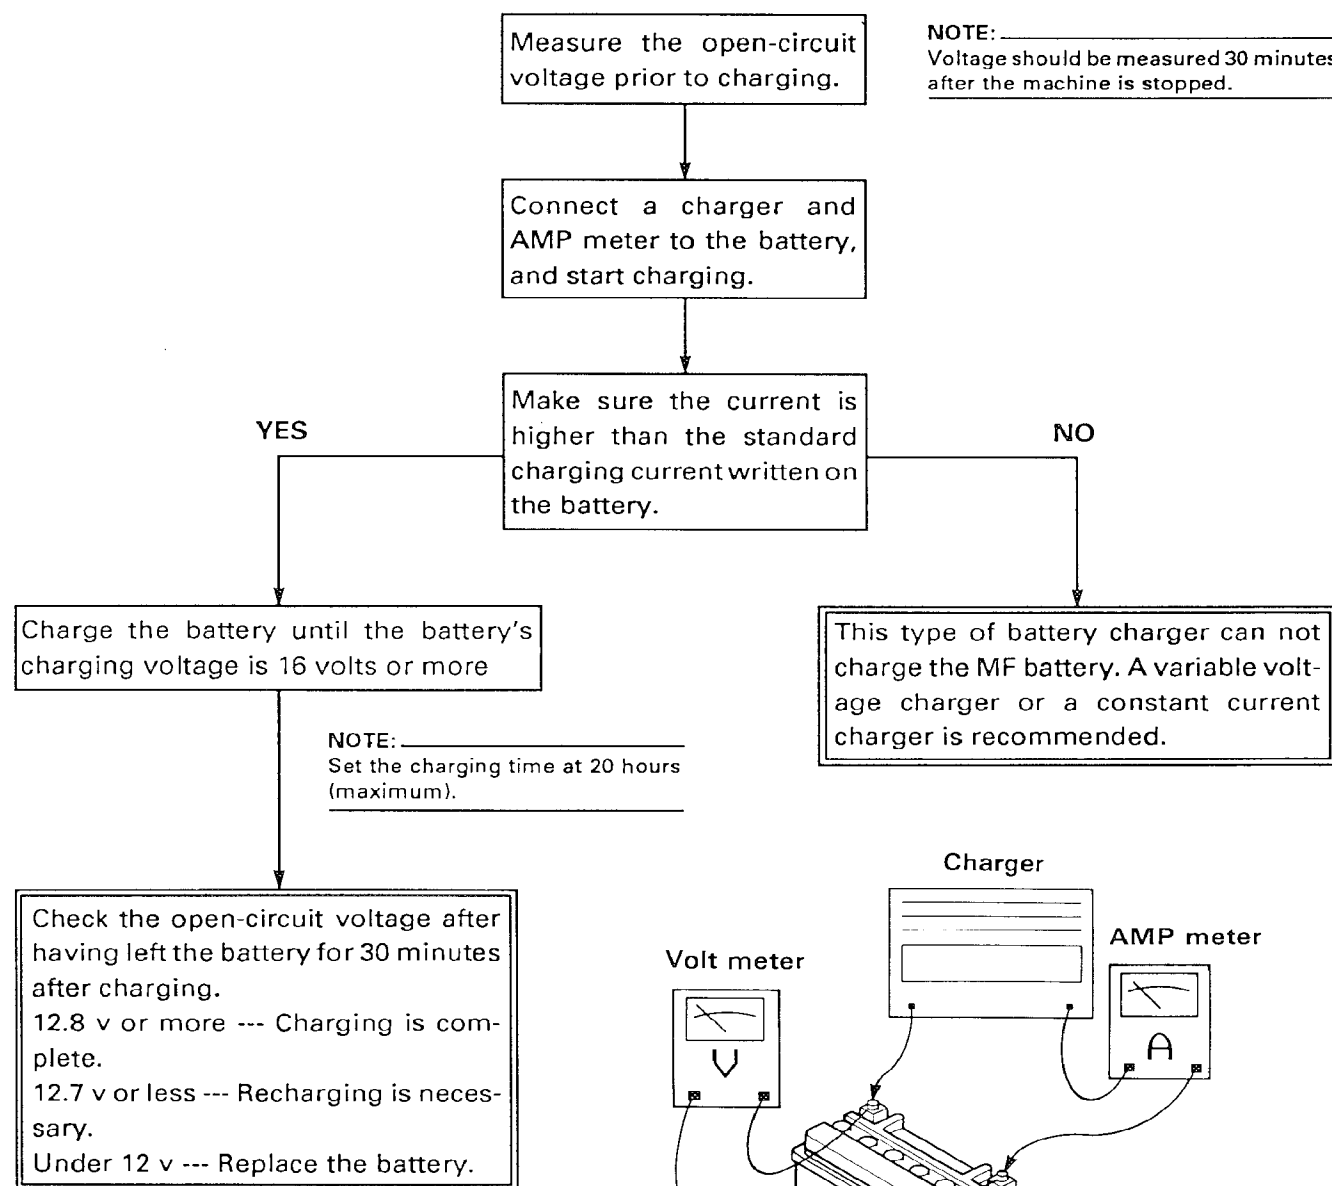 Measure the open-circuit
voltage prior to charging.
NOTE:
Voltage should be measured 30 minutes
after the machine is stopped.
Connect a charger and
AMP meter to the battery,
and start charging.
Make sure the current is
higher than the standard
charging current written on
the battery.
YES
NO
Charge the battery until the battery's
charging voltage is 16 volts or more
This type of battery charger can not
charge the MF battery. A variable volt-
age charger or a constant current
charger is recommended.
NOTE:
Set the charging time at 20 hours
(maximum).
Check the open-circuit voltage after
having left the battery for 30 minutes
after charging.
12.8 v or more --- Charging is com-
plete.
12.7 v or less --- Recharging is neces-
sary.
Under 12 v --- Replace the battery.
Charger
AMP meter
Volt meter
V
A